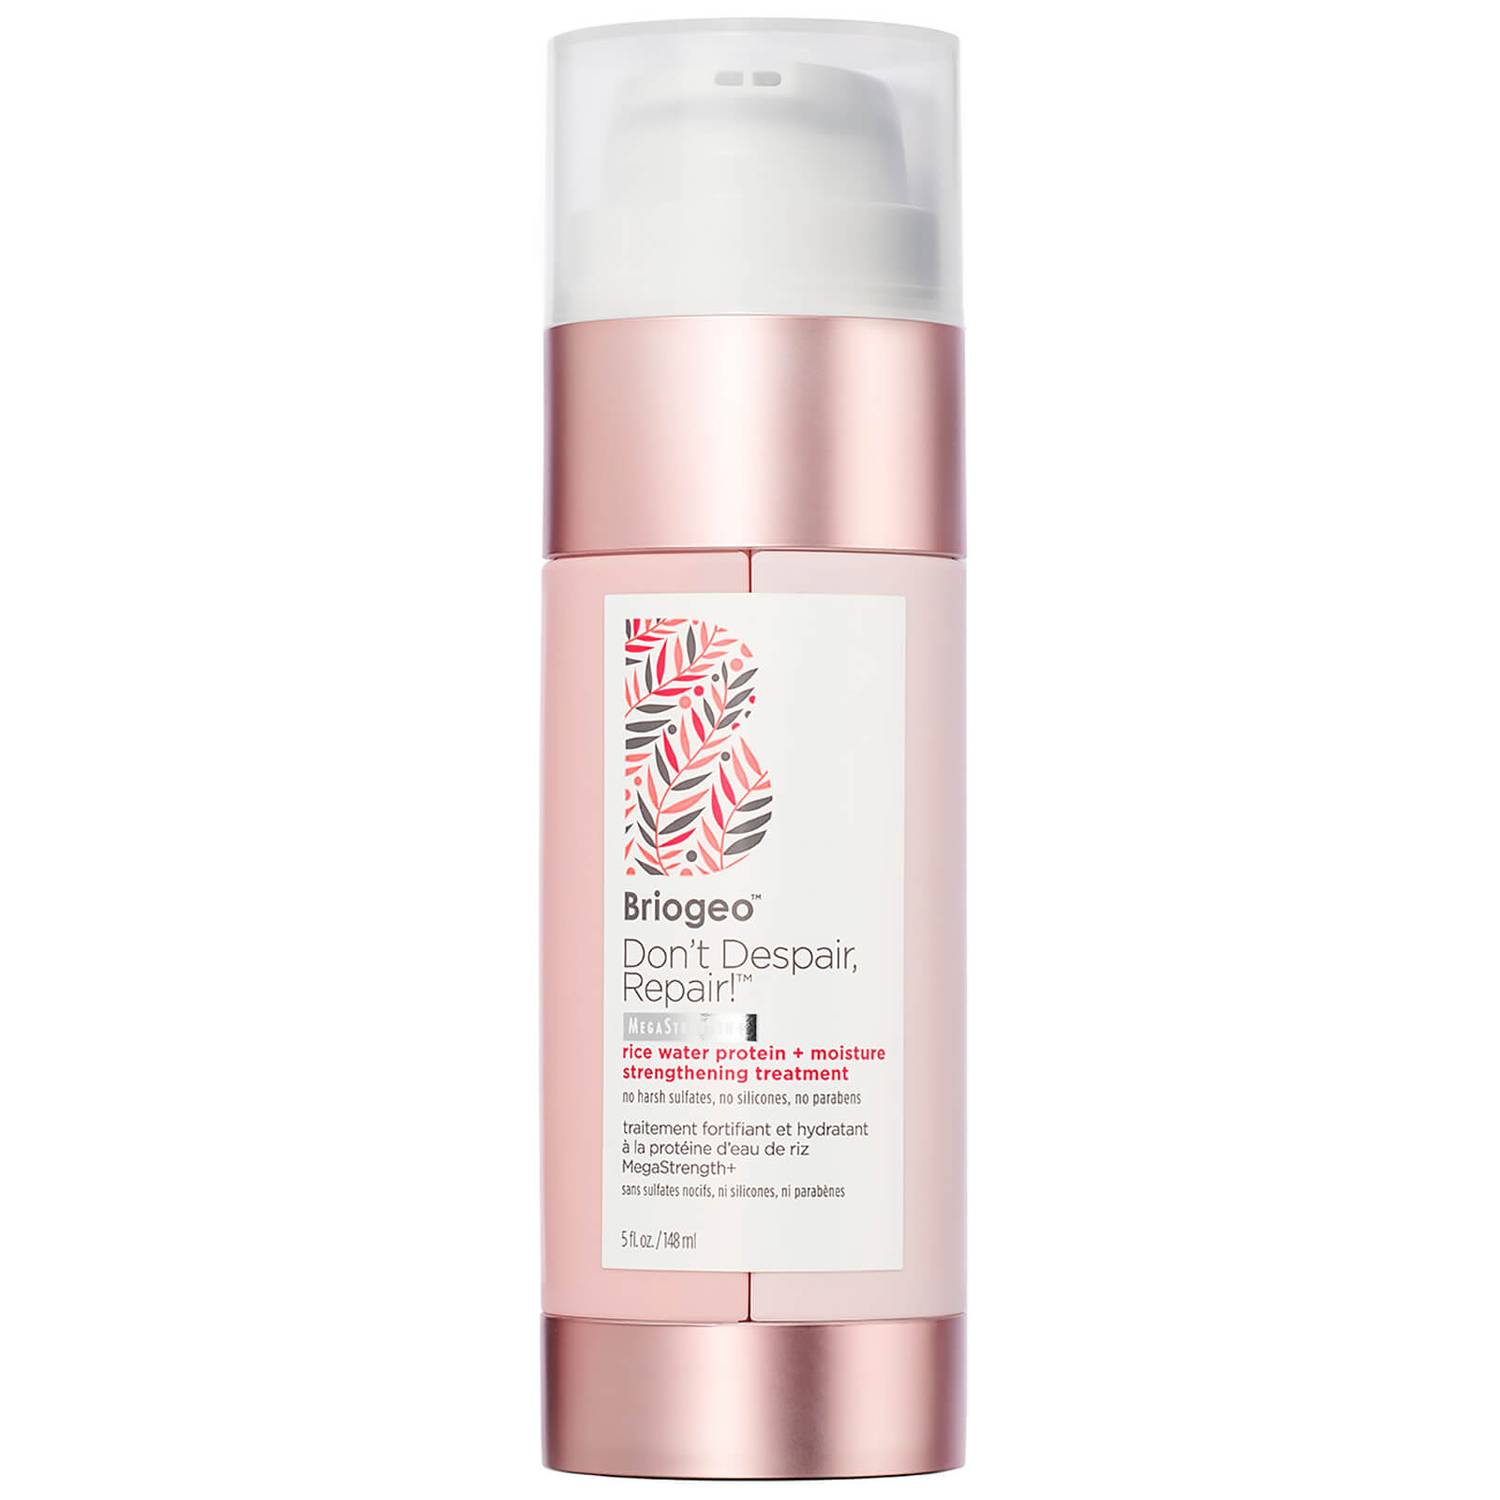 Briogeo™
Don't Despair,
Repair!™
rice water protein + moisture
strengthening treatment
no harsh sulfates, no silicones, no parabens
traitement fortifiant et hydratant
à la protéine d'eau de riz
MegaStrength+
sans sulfates nocifs, ni silicones, ni parabènes
5 fl. oz. / 148 ml